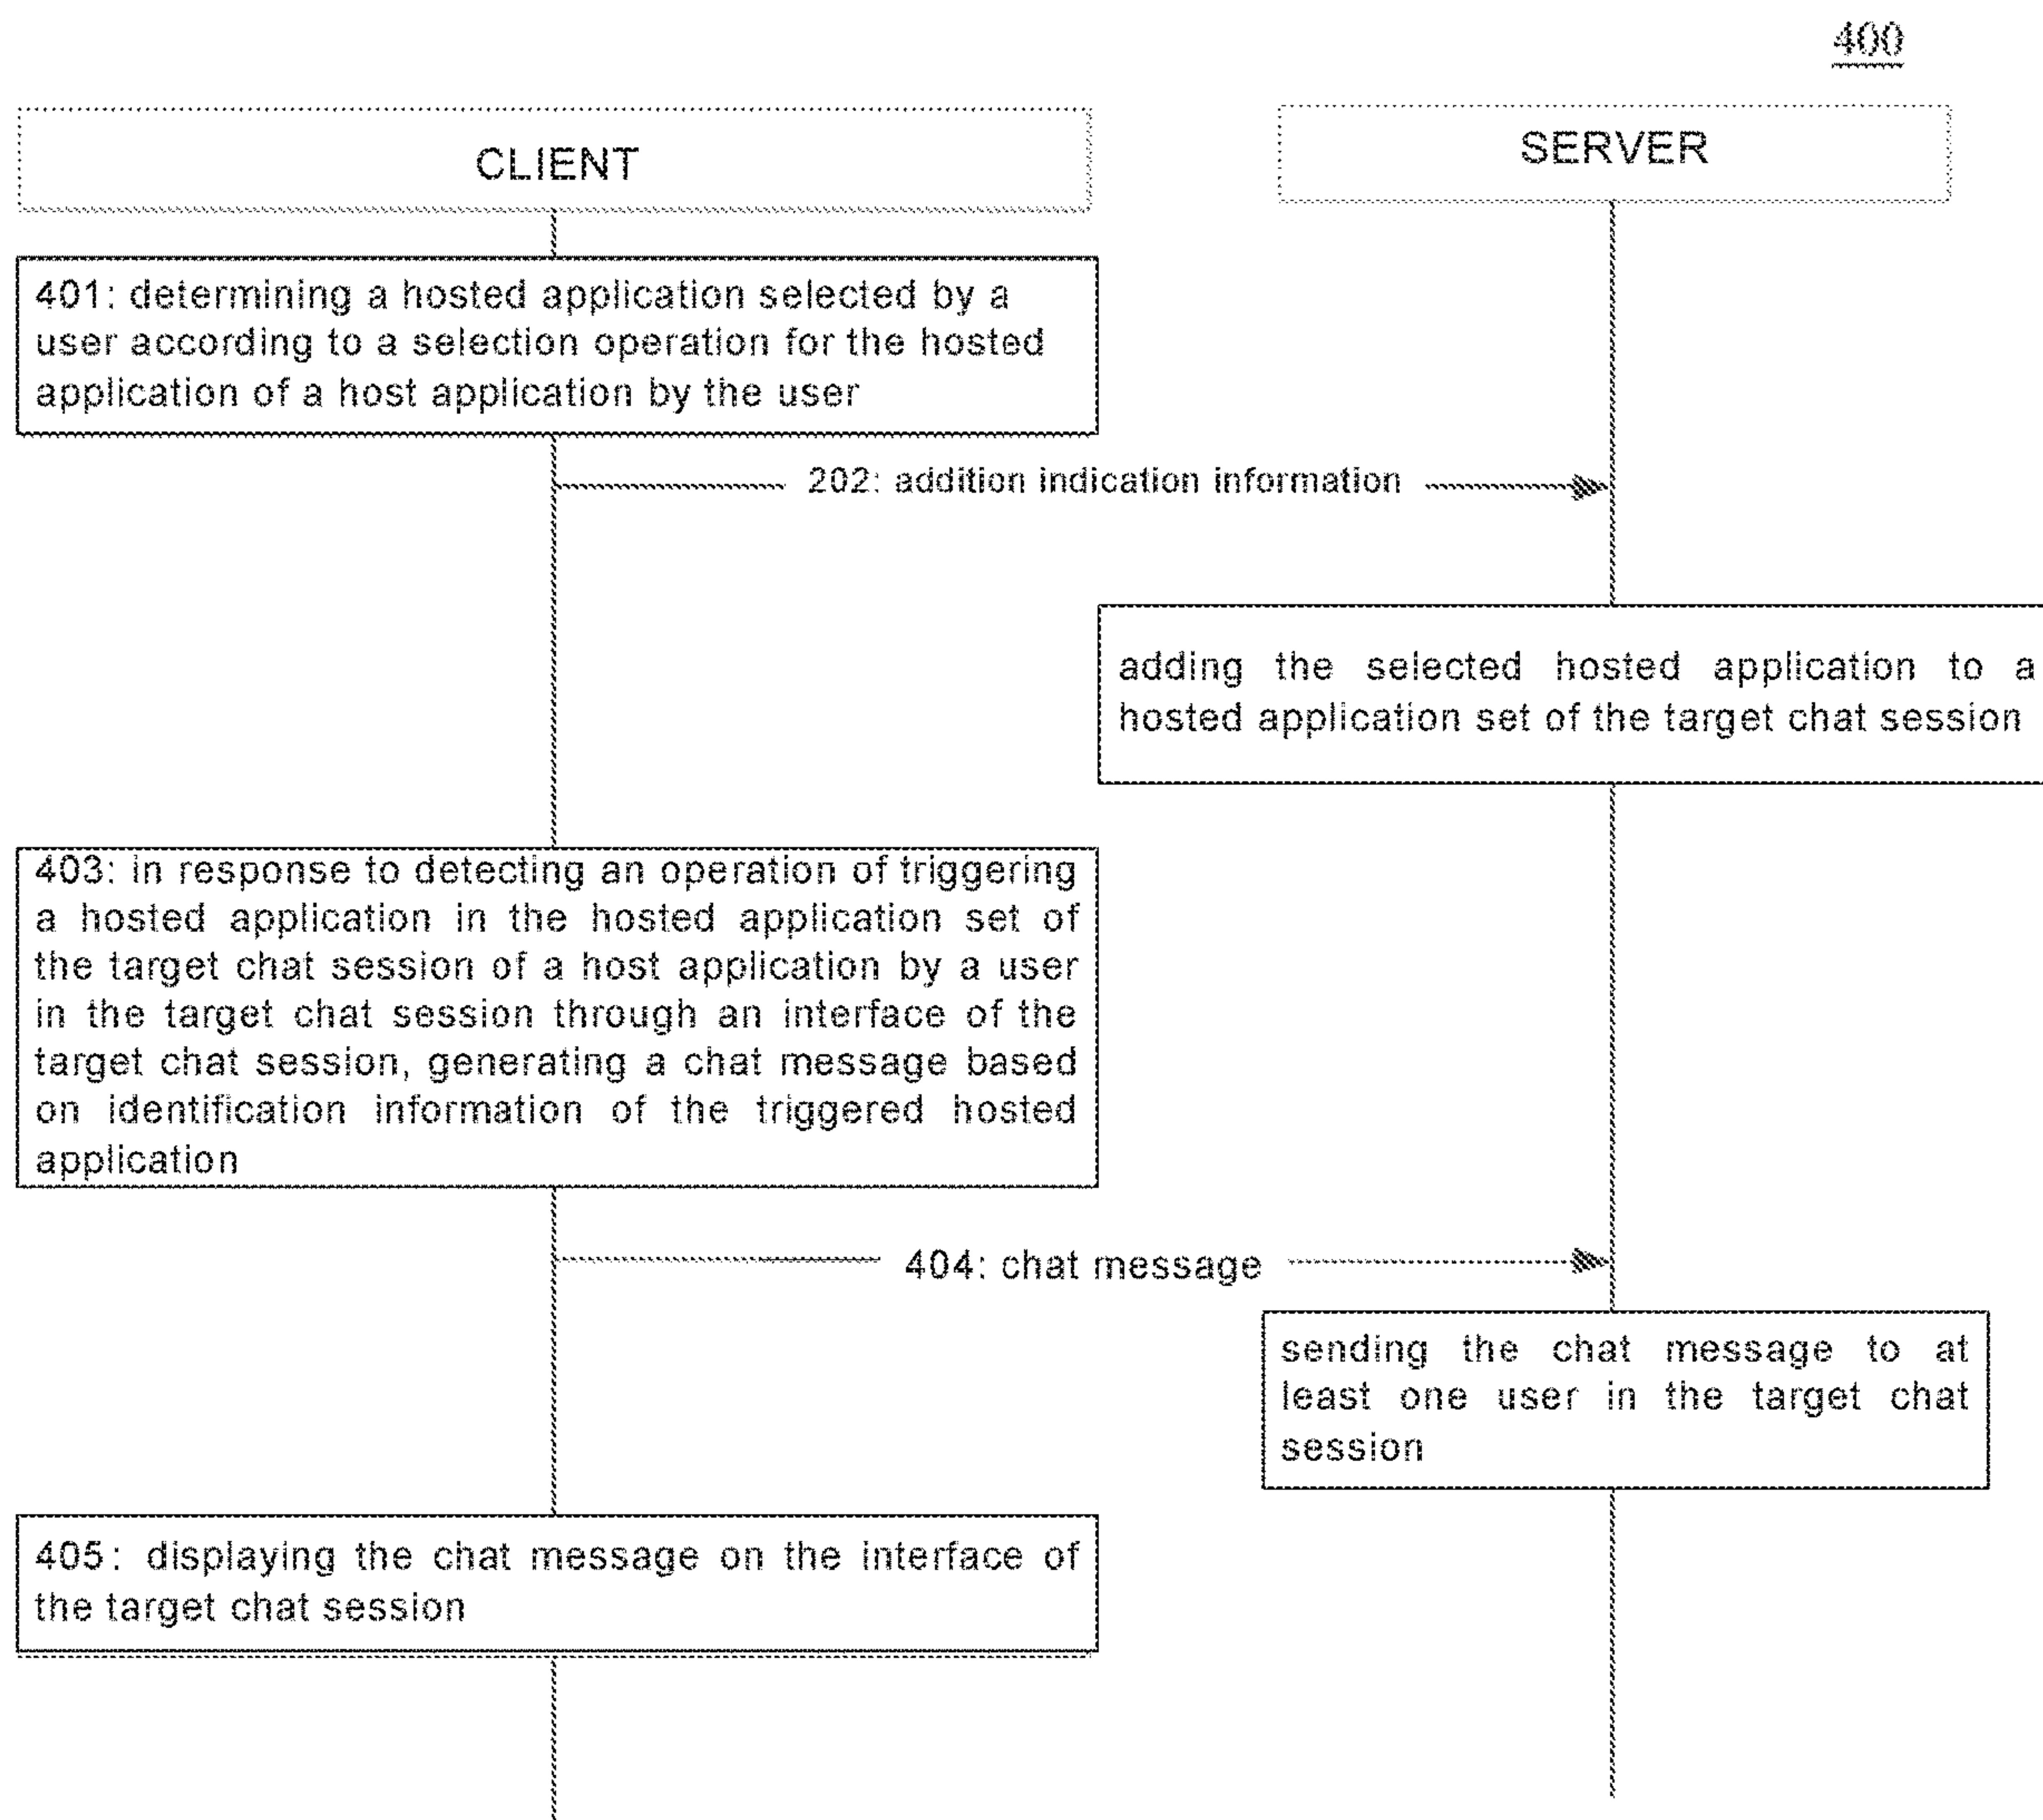 400
CLIENT
SERVER
401: determining a hosted application selected by a
user according to a selection operation for the hosted
application of a host application by the user
202: addition indication information
adding the selected hosted application to a
hosted application set of the target chat session
403: in response to detecting an operation of triggering
a hosted application in the hosted application set of
the target chat session of a host application by a user
in the target chat session through an interface of the
target chat session, generating a chat message based
on identification information of the triggered hosted
application
404: chat message
sending the chat message to at
least one user in the target chat
session
405: displaying the chat message on the interface of
the target chat session